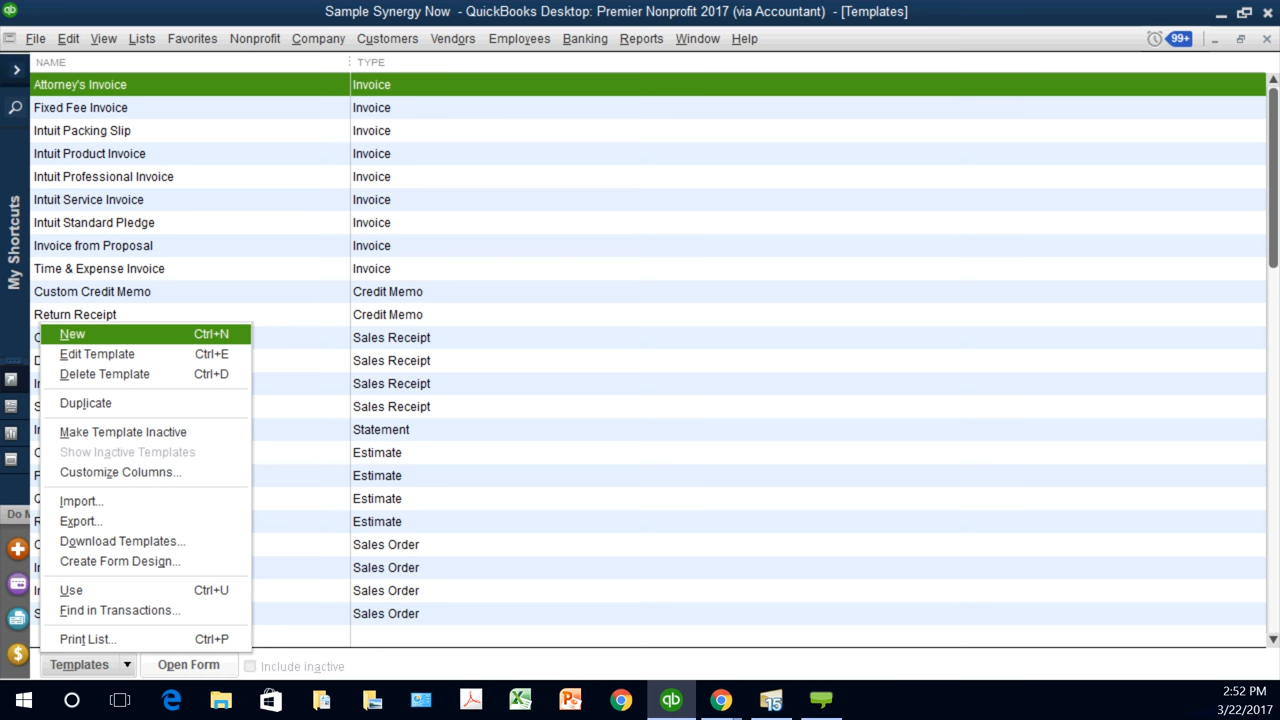 Sample Synergy Now - QuickBooks Desktop: Premier Nonprofit 2017 (via Accountant) - [Templates]
File Edit View Lists Favorites Nonprofit Company Customers Vendors Employees Banking Reports Window Help 99+
NAME TYPE
Attorney's Invoice Invoice
Fixed Fee Invoice Invoice
Intuit Packing Slip Invoice
Intuit Product Invoice Invoice
Intuit Professional Invoice Invoice
Intuit Service Invoice Invoice
Intuit Standard Pledge Invoice
Invoice from Proposal Invoice
Time & Expense Invoice Invoice
Custom Credit Memo Credit Memo
Return Receipt Credit Memo
Sales Receipt
Sales Receipt
Sales Receipt
Sales Receipt
Statement
Estimate
Estimate
Estimate
Estimate
Sales Order
Sales Order
Sales Order
Sales Order
My Shortcuts
Do M
New Ctrl+N
Edit Template Ctrl+E
Delete Template Ctrl+D
Duplicate
Make Template Inactive
Show Inactive Templates
Customize Columns...
Import...
Export...
Download Templates...
Create Form Design...
Use Ctrl+U
Find in Transactions...
Print List... Ctrl+P
Templates Open Form Include inactive
qb 15
2:52 PM
3/22/2017